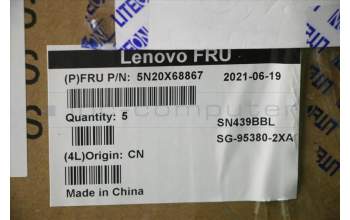 LITEON
Lenovo FRU
(P)FRU P/N: 5N20X68867 2021-06-19
Quantity: 5 SN439BBL
SG-95380-2XA
(4L)Origin: CN
Made in China